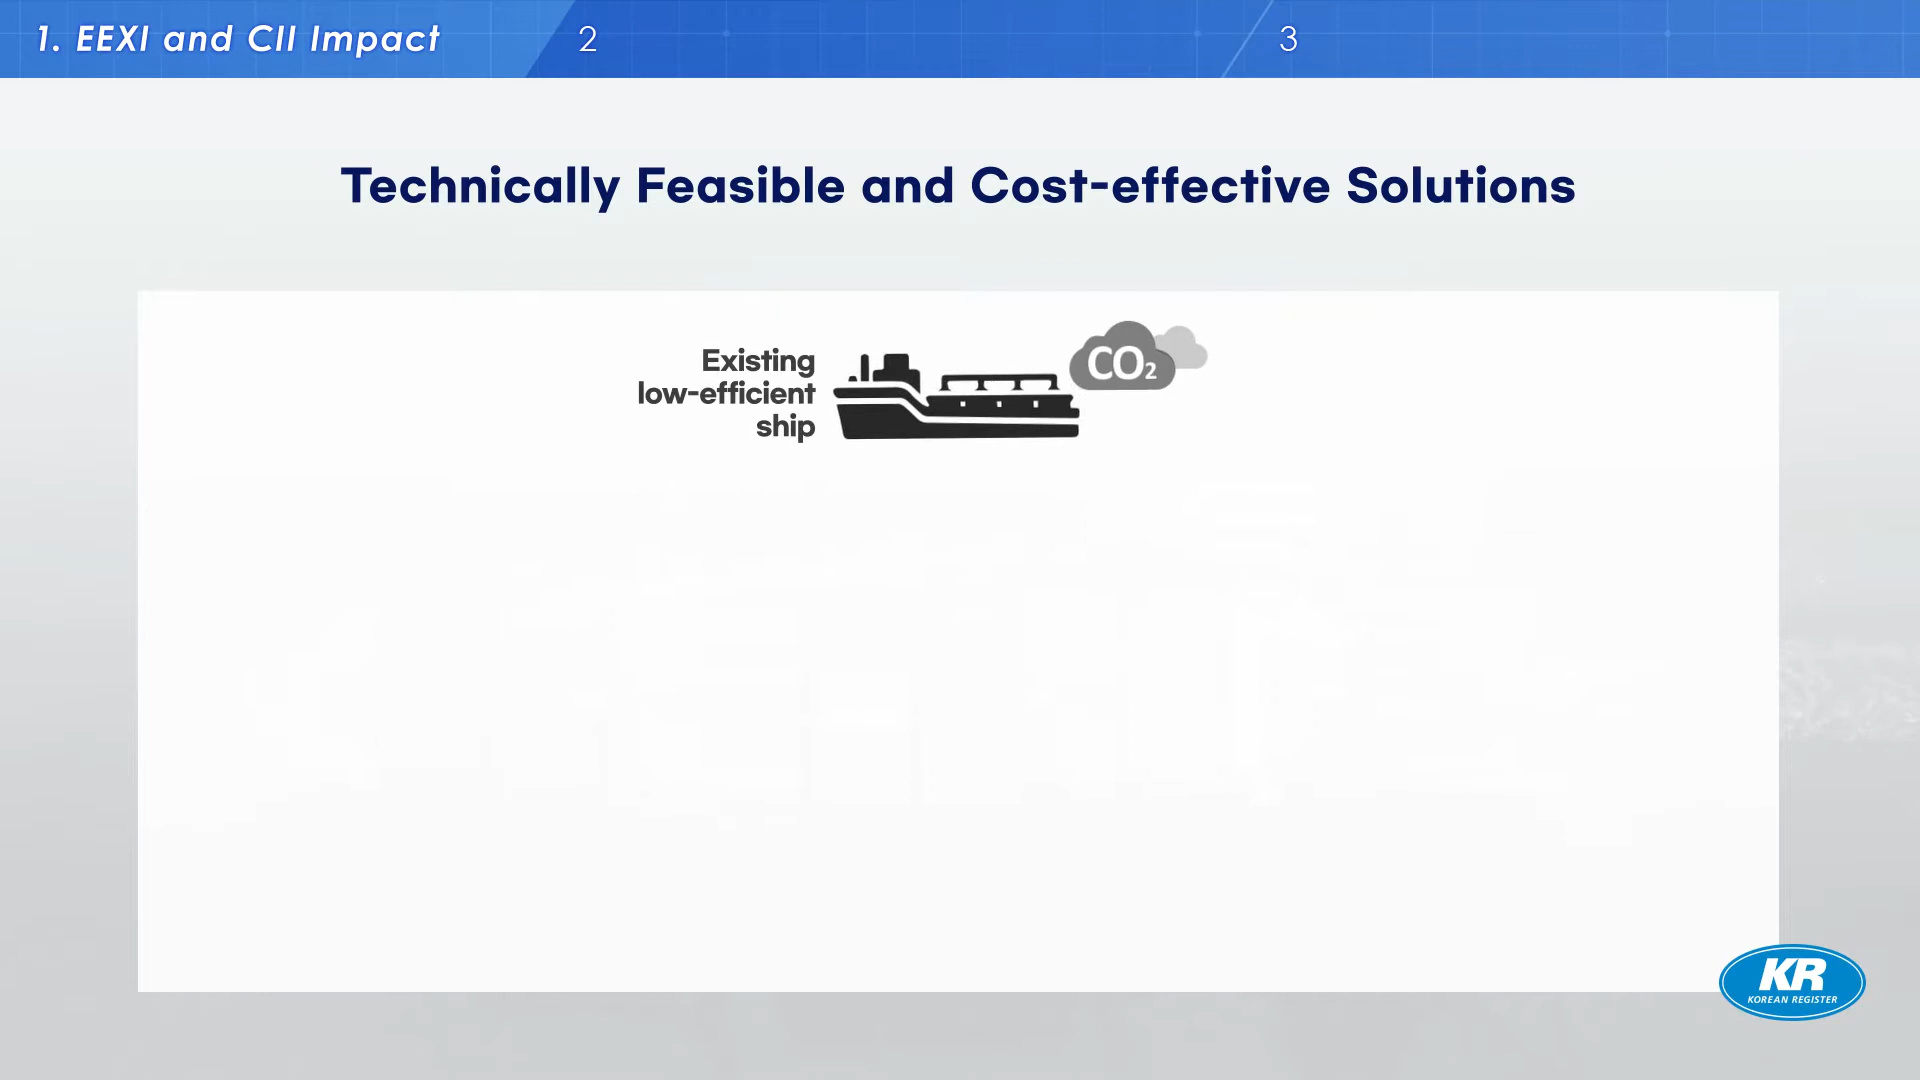 1. EEXI and CII Impact
2
3
Technically Feasible and Cost-effective Solutions
Existing
low-efficient
ship
CO₂
KR
KOREAN REGISTER